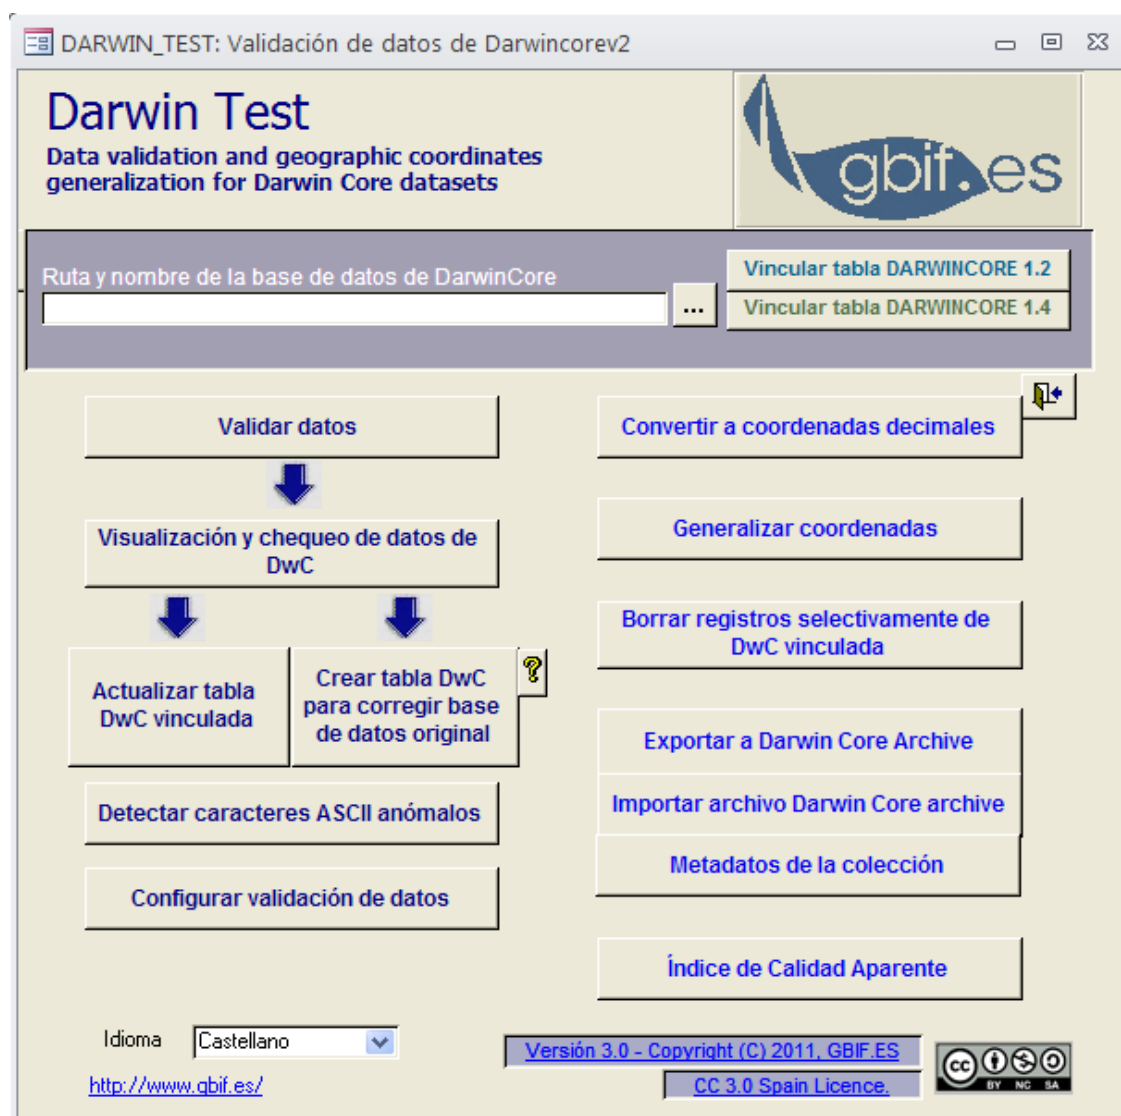 DARWIN_TEST: Validación de datos de Darwincorev2
Darwin Test
Data validation and geographic coordinates
generalization for Darwin Core datasets
gbif.es
Ruta y nombre de la base de datos de DarwinCore
...
Vincular tabla DARWINCORE 1.2
Vincular tabla DARWINCORE 1.4
Validar datos
Visualización y chequeo de datos de
DwC
Actualizar tabla
DwC vinculada
Crear tabla DwC
para corregir base
de datos original
?
Detectar caracteres ASCII anómalos
Configurar validación de datos
Convertir a coordenadas decimales
Generalizar coordenadas
Borrar registros selectivamente de
DwC vinculada
Exportar a Darwin Core Archive
Importar archivo Darwin Core archive
Metadatos de la colección
Índice de Calidad Aparente
Idioma
Castellano
http://www.gbif.es/
Versión 3.0 - Copyright (C) 2011, GBIF.ES
CC 3.0 Spain Licence.
cc
BY NC SA